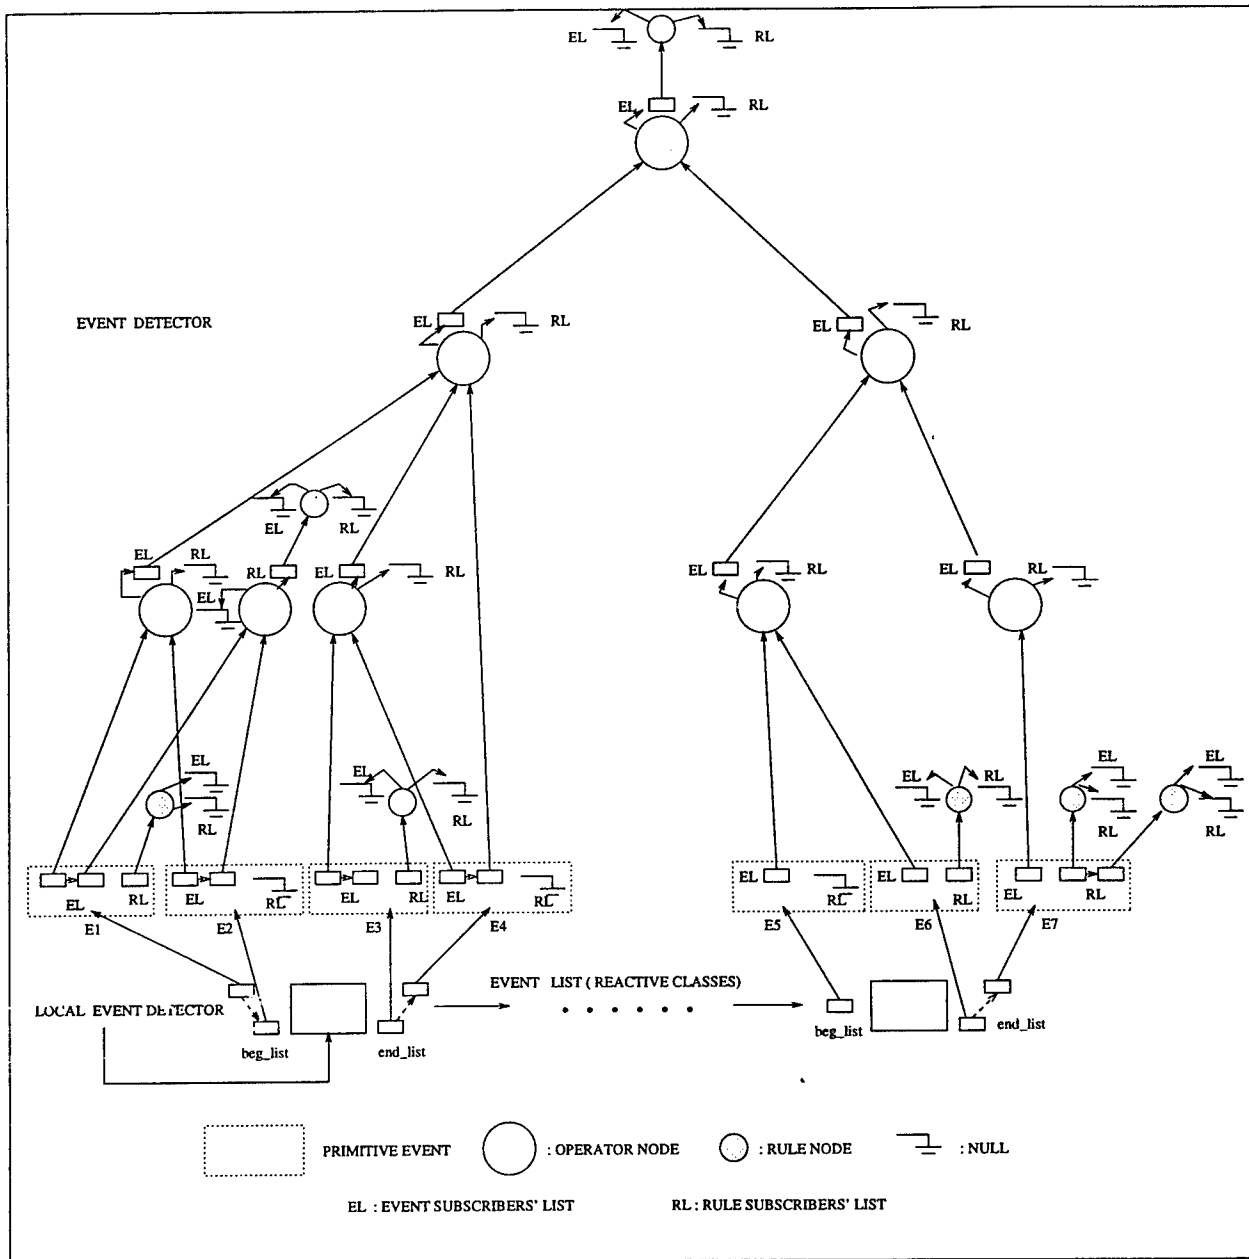 EL
RL
EL
RL
EVENT DETECTOR
EL
RL
EL
RL
EL
RL
EL
RL
RL
EL
EL
RL
EL
RL
EL
RL
EL
RL
EL
RL
EL
RL
EL
RL
EL
RL
EL
RL
EL
RL
EL
RL
EL
RL
EL
RL
EL
RL
EL
RL
EL
RL
E1
E2
E3
E4
E5
E6
E7
EVENT LIST ( REACTIVE CLASSES)
LOCAL EVENT DETECTOR
. . . . . .
beg_list
end_list
beg_list
end_list
PRIMITIVE EVENT
: OPERATOR NODE
: RULE NODE
: NULL
EL : EVENT SUBSCRIBERS' LIST
RL : RULE SUBSCRIBERS' LIST